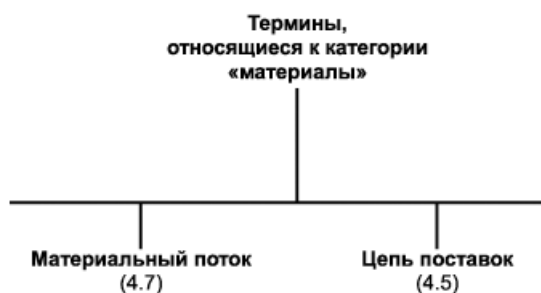 Термины,
относящиеся к категории
«материалы»
Материальный поток
(4.7)
Цепь поставок
(4.5)